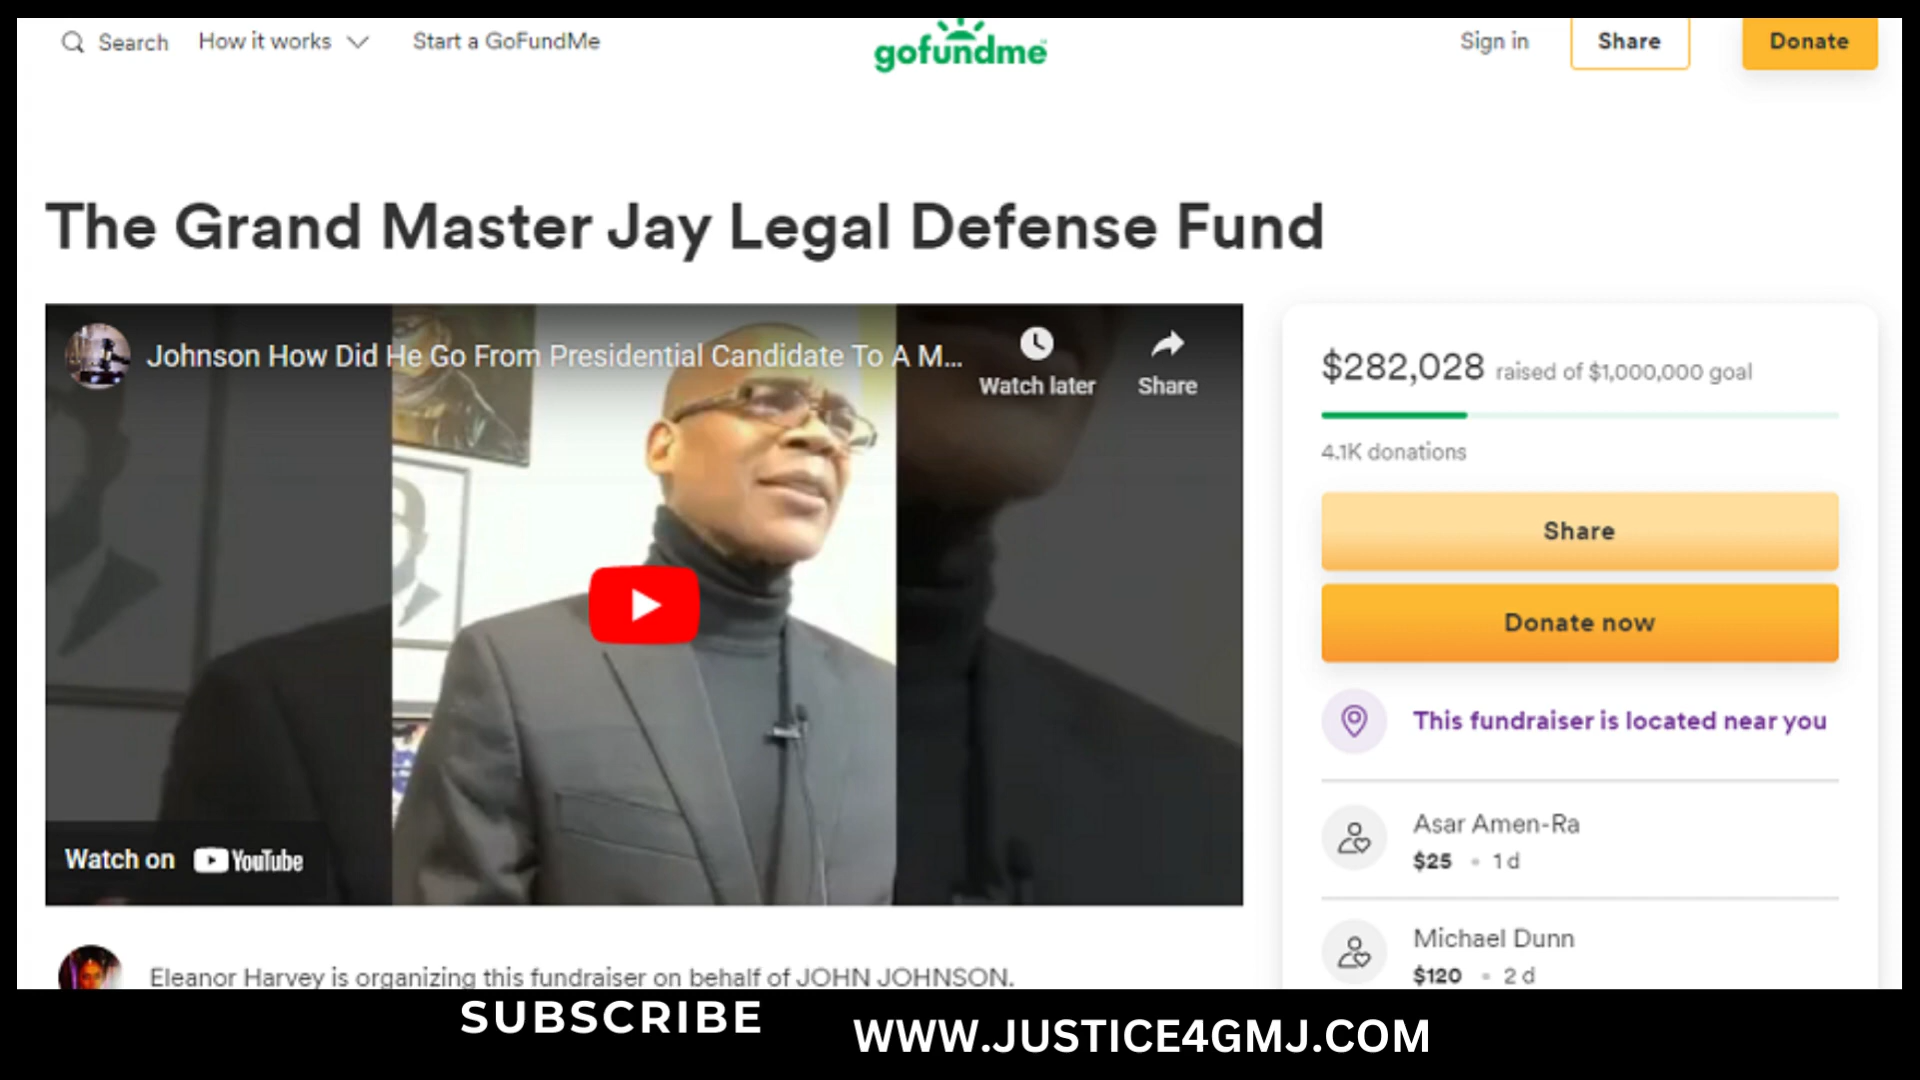 Search How it works Start a GoFundMe gofundme Sign in Share Donate
The Grand Master Jay Legal Defense Fund
Johnson How Did He Go From Presidential Candidate To A M...
Watch later Share
Watch on YouTube
$282,028 raised of $1,000,000 goal
4.1K donations
Share
Donate now
This fundraiser is located near you
Asar Amen-Ra
$25 • 1 d
Michael Dunn
$120 • 2 d
Eleanor Harvey is organizing this fundraiser on behalf of JOHN JOHNSON.
SUBSCRIBE
WWW.JUSTICE4GMJ.COM